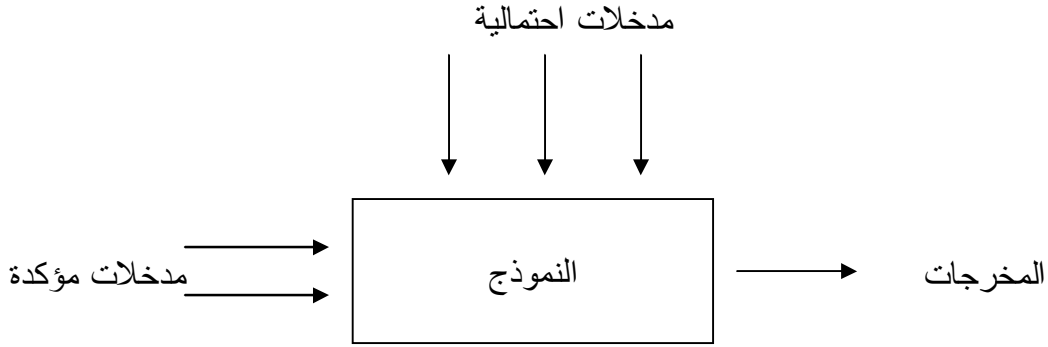 مدخلات احتمالية
مدخلات مؤكدة
النموذج
المخرجات